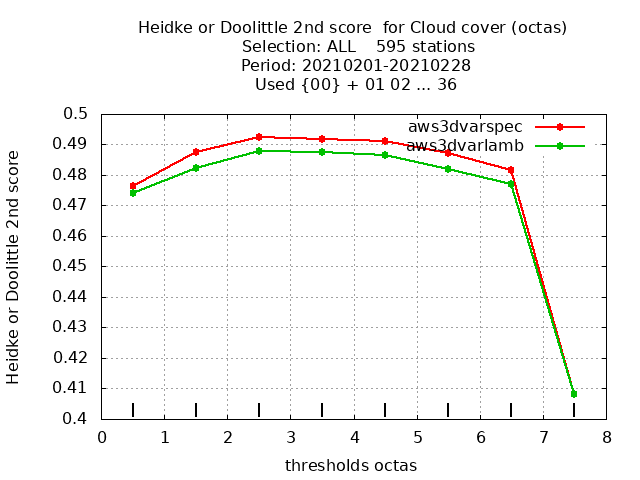 Heidke or Doolittle 2nd score  for Cloud cover (octas)
Selection: ALL    595 stations
Period: 20210201-20210228
Used {00} + 01 02 ... 36
aws3dvarspec
aws3dvarlamb
Heidke or Doolittle 2nd score
0.5
0.49
0.48
0.47
0.46
0.45
0.44
0.43
0.42
0.41
0.4
0 1 2 3 4 5 6 7 8
thresholds octas